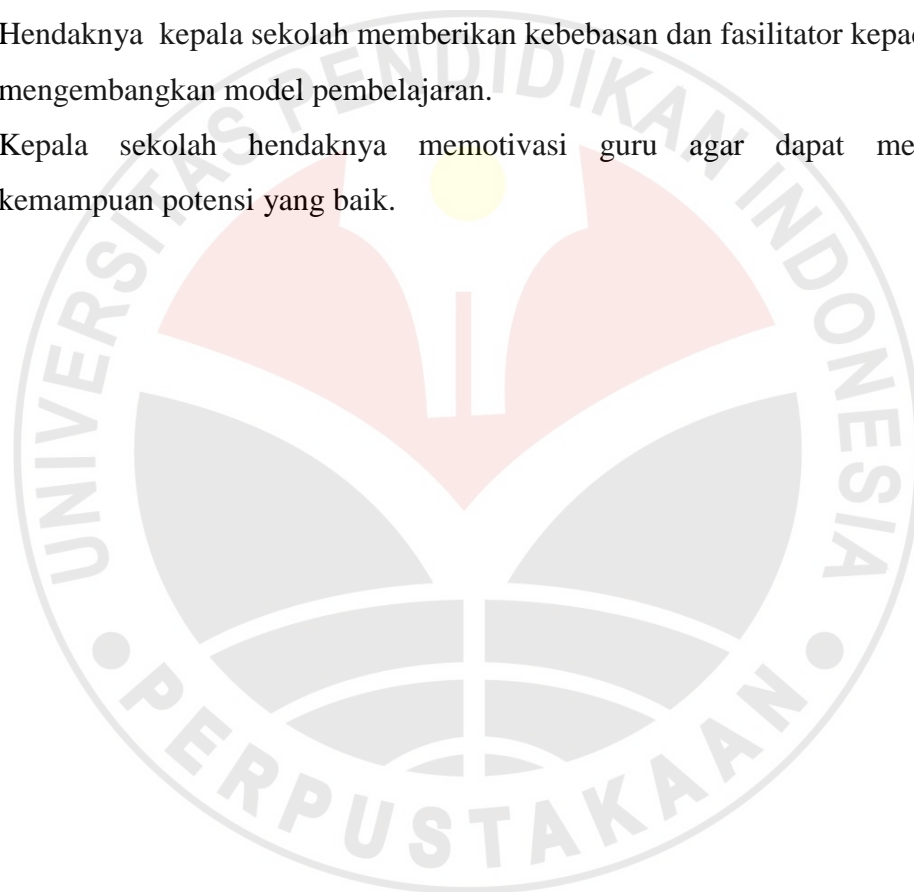 Hendaknya kepala sekolah memberikan kebebasan dan fasilitator
mengembangkan model pembelajaran.
Kepala sekolah hendaknya memotivasi guru agar dapat
kemampuan potensi yang baik.
UNIVERSITAS PENDIDIKAN INDONESIA
PERPUSTAKAAN